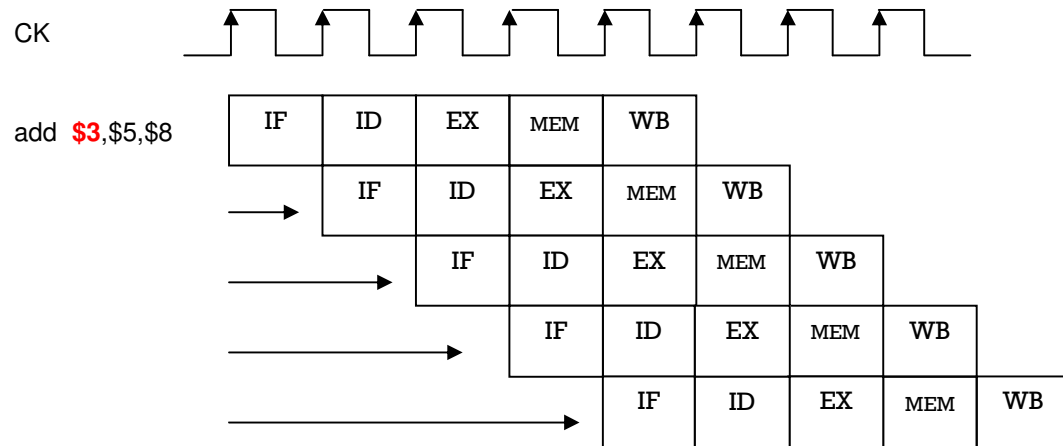 CK
add $3,$5,$8
IF ID EX MEM WB
IF ID EX MEM WB
IF ID EX MEM WB
IF ID EX MEM WB
IF ID EX MEM WB